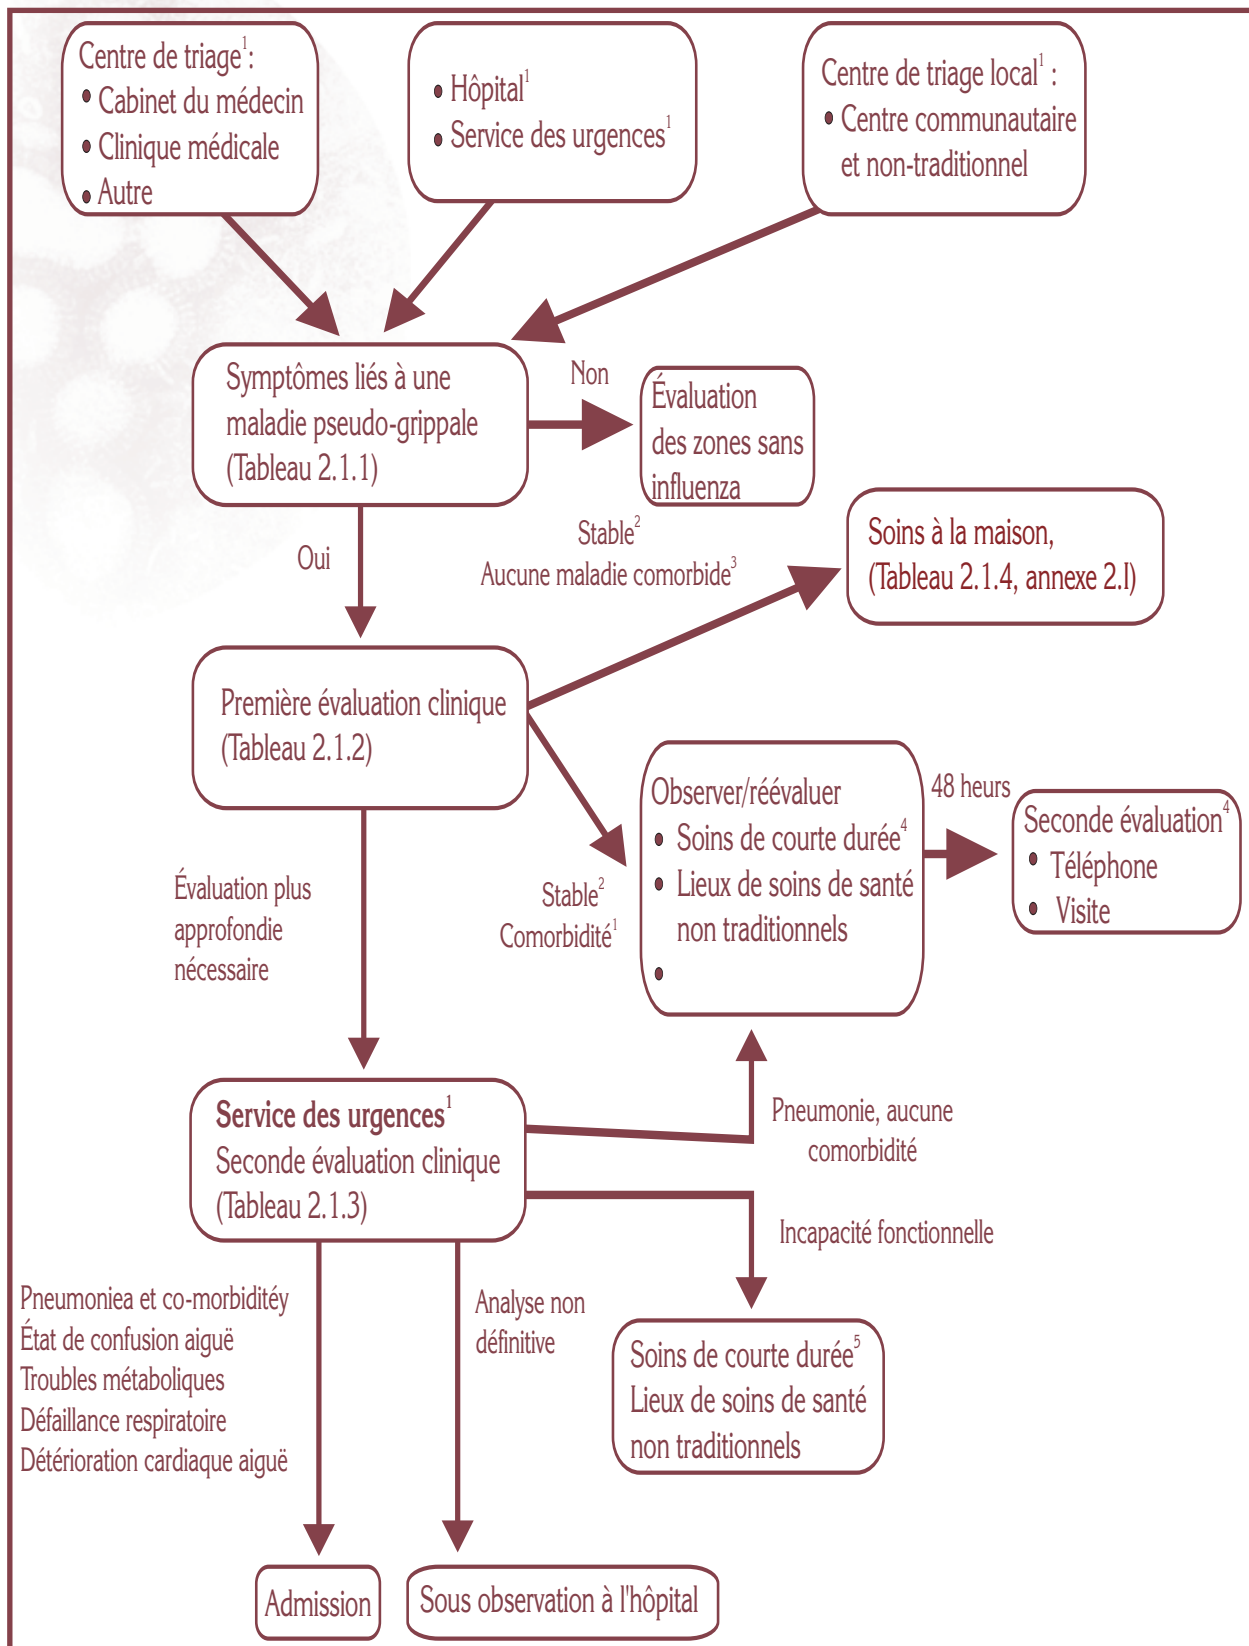 Centre de triage¹ :
• Cabinet du médecin
• Clinique médicale
• Autre
• Hôpital¹
• Service des urgences¹
Centre de triage local¹ :
• Centre communautaire
et non-traditionnel
Symptômes liés à une
maladie pseudo-grippale
(Tableau 2.1.1)
Non
Évaluation
des zones sans
influenza
Oui
Stable²
Aucune maladie comorbide³
Soins à la maison,
(Tableau 2.1.4, annexe 2.I)
Première évaluation clinique
(Tableau 2.1.2)
Stable²
Comorbidité¹
Observer/réévaluer
• Soins de courte durée⁴
• Lieux de soins de santé
non traditionnels
•
48 heurs
Seconde évaluation⁴
• Téléphone
• Visite
Évaluation plus
approfondie
nécessaire
Service des urgences¹
Seconde évaluation clinique
(Tableau 2.1.3)
Pneumonie, aucune
comorbidité
Incapacité fonctionnelle
Soins de courte durée⁵
Lieux de soins de santé
non traditionnels
Pneumoniea et co-morbiditéy
État de confusion aiguë
Troubles métaboliques
Défaillance respiratoire
Détérioration cardiaque aiguë
Analyse non
définitive
Admission
Sous observation à l'hôpital